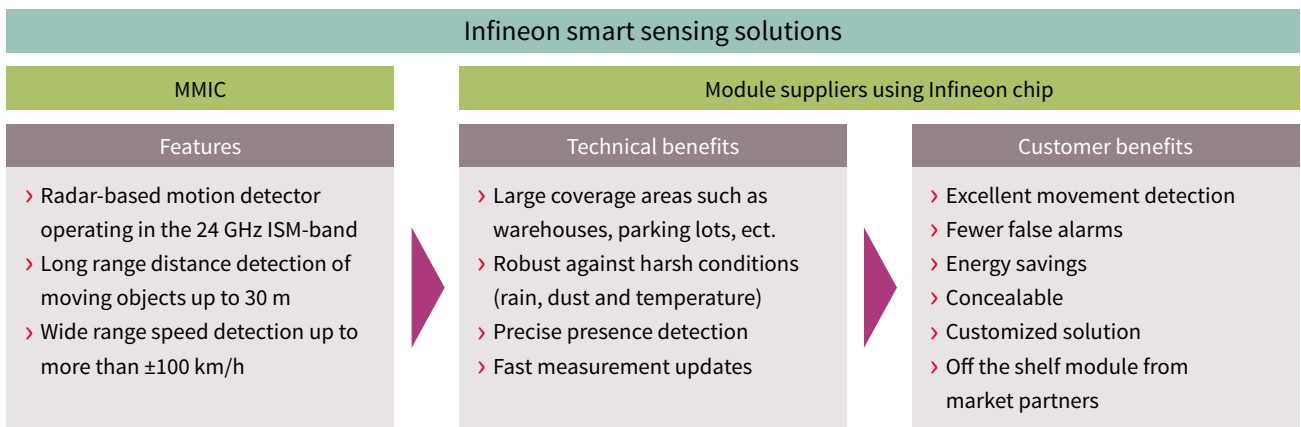 Infineon smart sensing solutions
MMIC
Module suppliers using Infineon chip
Features
› Radar-based motion detector
operating in the 24 GHz ISM-band
› Long range distance detection of
moving objects up to 30 m
› Wide range speed detection up to
more than ±100 km/h
Technical benefits
› Large coverage areas such as
warehouses, parking lots, ect.
› Robust against harsh conditions
(rain, dust and temperature)
› Precise presence detection
› Fast measurement updates
Customer benefits
› Excellent movement detection
› Fewer false alarms
› Energy savings
› Concealable
› Customized solution
› Off the shelf module from
market partners